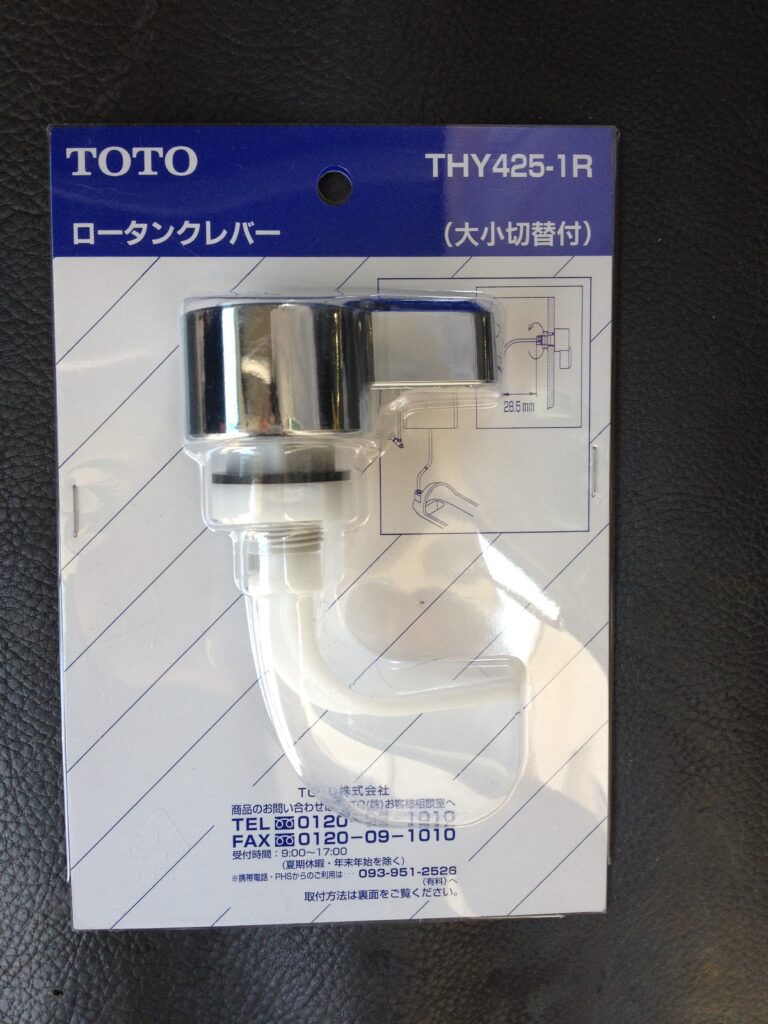 TOTO
THY425-1R
ロータンクレバー
(大小切替付)
28.5mm
TOTO株式会社
商品のお問い合わせは TOTO(株)お客様相談室へ
TEL 0120- 1010
FAX 0120-09-1010
受付時間:9:00~17:00
(夏期休暇・年末年始を除く)
※携帯電話・PHSからのご利用は… 093-951-2526
(有料)へ
取付方法は裏面をご覧ください。